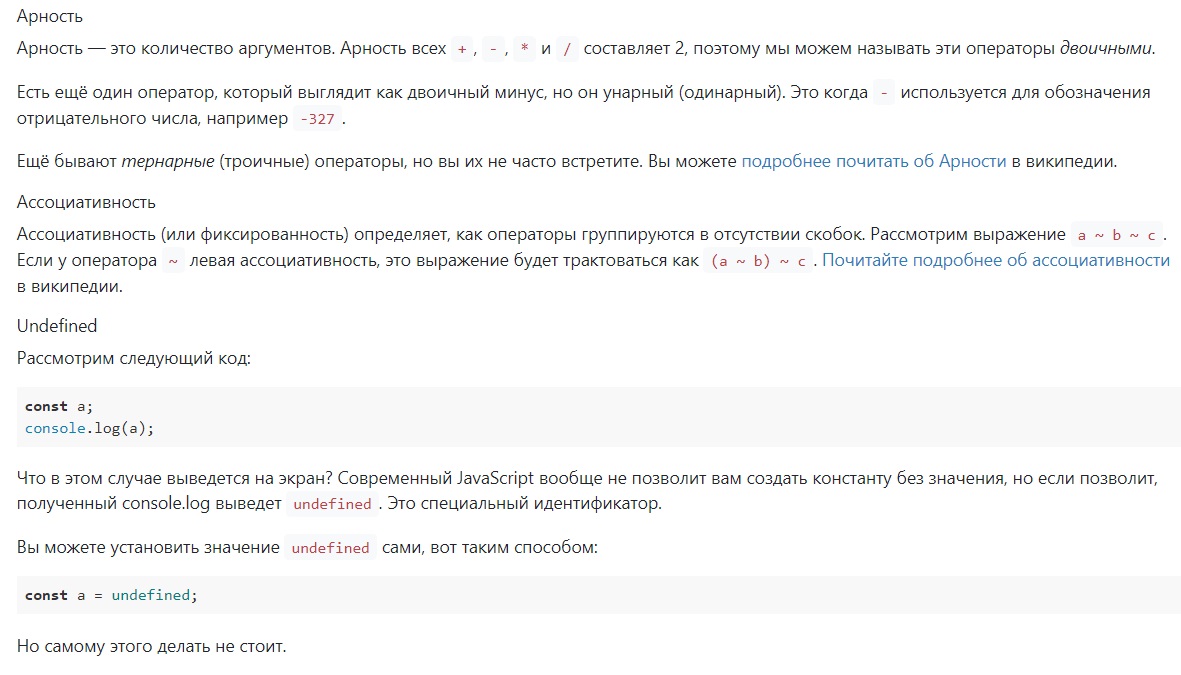 Арность
Арность — это количество аргументов. Арность всех + , - , * и / составляет 2, поэтому мы можем называть эти операторы двоичными.
Есть ещё один оператор, который выглядит как двоичный минус, но он унарный (одинарный). Это когда - используется для обозначения
отрицательного числа, например -327 .
Ещё бывают тернарные (троичные) операторы, но вы их не часто встретите. Вы можете подробнее почитать об Арности в википедии.
Ассоциативность
Ассоциативность (или фиксированность) определяет, как операторы группируются в отсутствии скобок. Рассмотрим выражение a ~ b ~ c .
Если у оператора ~ левая ассоциативность, это выражение будет трактоваться как (a ~ b) ~ c . Почитайте подробнее об ассоциативности
в википедии.
Undefined
Рассмотрим следующий код:
const a;
console.log(a);
Что в этом случае выведется на экран? Современный JavaScript вообще не позволит вам создать константу без значения, но если позволит,
полученный console.log выведет undefined . Это специальный идентификатор.
Вы можете установить значение undefined сами, вот таким способом:
const a = undefined;
Но самому этого делать не стоит.